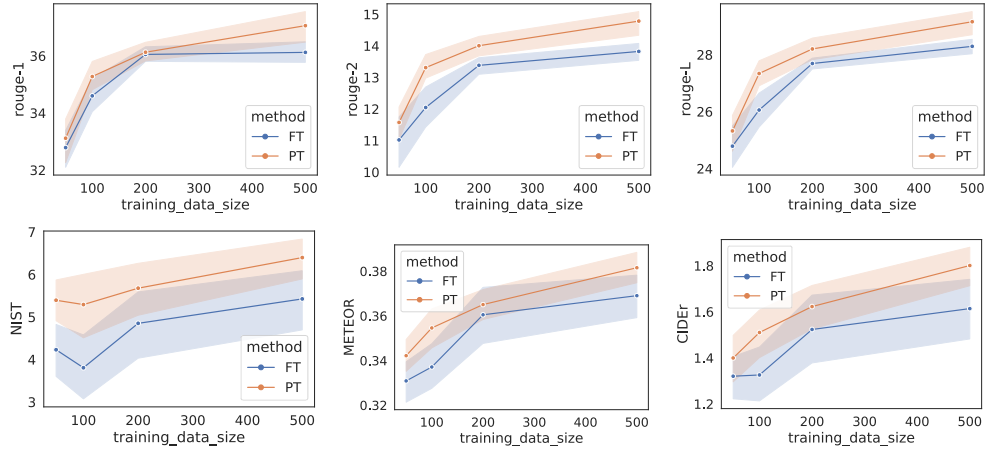 rouge-1
36
34
32
100
200
300
400
500
training_data_size
method
FT
PT
rouge-2
15
14
13
12
11
10
100
200
300
400
500
training_data_size
method
FT
PT
rouge-L
28
26
24
100
200
300
400
500
training_data_size
method
FT
PT
NIST
7
6
5
4
3
100
200
300
400
500
training_data_size
method
FT
PT
METEOR
0.38
0.36
0.34
0.32
100
200
300
400
500
training_data_size
method
FT
PT
CIDEr
1.8
1.6
1.4
1.2
100
200
300
400
500
training_data_size
method
FT
PT